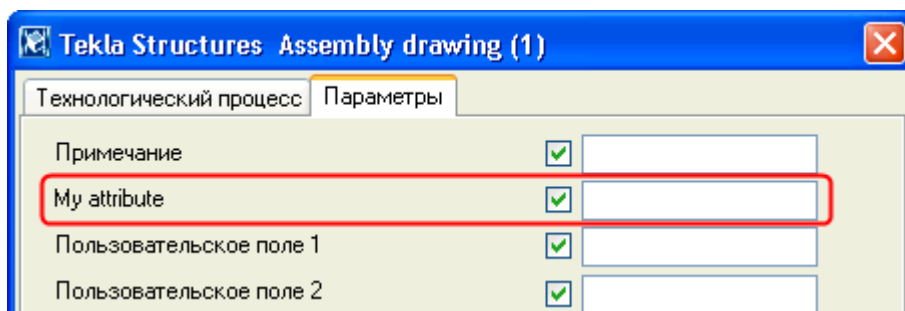 Tekla Structures Assembly drawing (1)
Технологический процесс Параметры
Примечание
My attribute
Пользовательское поле 1
Пользовательское поле 2